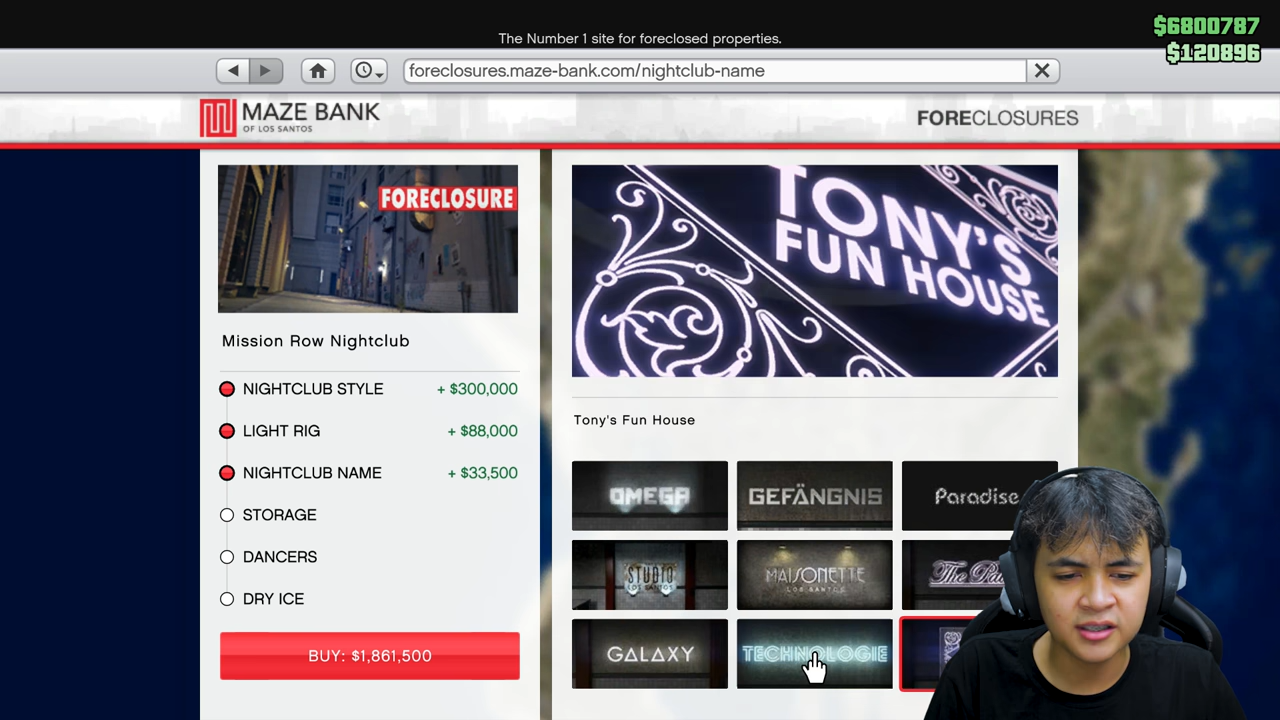 The Number 1 site for foreclosed properties.
$6800787
$120896
foreclosures.maze-bank.com/nightclub-name
MAZE BANK
OF LOS SANTOS
FORECLOSURES
FORECLOSURE
Mission Row Nightclub
NIGHTCLUB STYLE + $300,000
LIGHT RIG + $88,000
NIGHTCLUB NAME + $33,500
STORAGE
DANCERS
DRY ICE
BUY: $1,861,500
TONY'S
FUN HOUSE
Tony's Fun House
OMEGA
GEFÄNGNIS
Paradise
STUDIO
LOS SANTOS
MAISONETTE
LOS SANTOS
The
GALAXY
TECHNOLOGIE